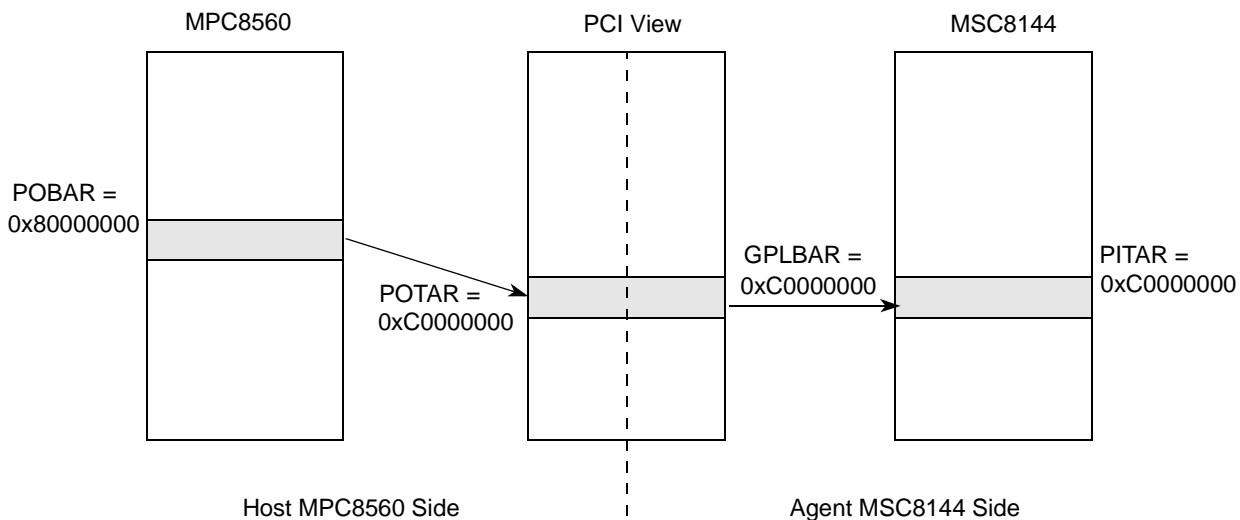 MPC8560
PCI View
MSC8144
POBAR =
0x80000000
POTAR =
0xC0000000
GPLBAR =
0xC0000000
PITAR =
0xC0000000
Host MPC8560 Side
Agent MSC8144 Side